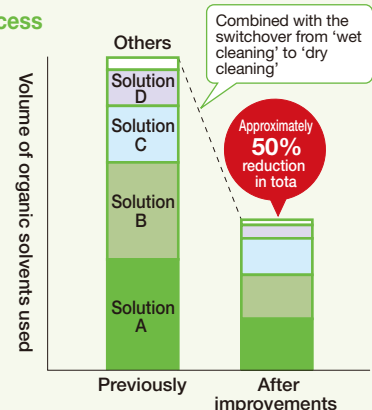 cess
Combined with the
switchover from ‘wet
cleaning’ to ‘dry
cleaning’
Others
Solution
D
Solution
C
Solution
B
Solution
A
Approximately
50%
reduction
in tota
Volume of organic solvents used
Previously
After
improvements